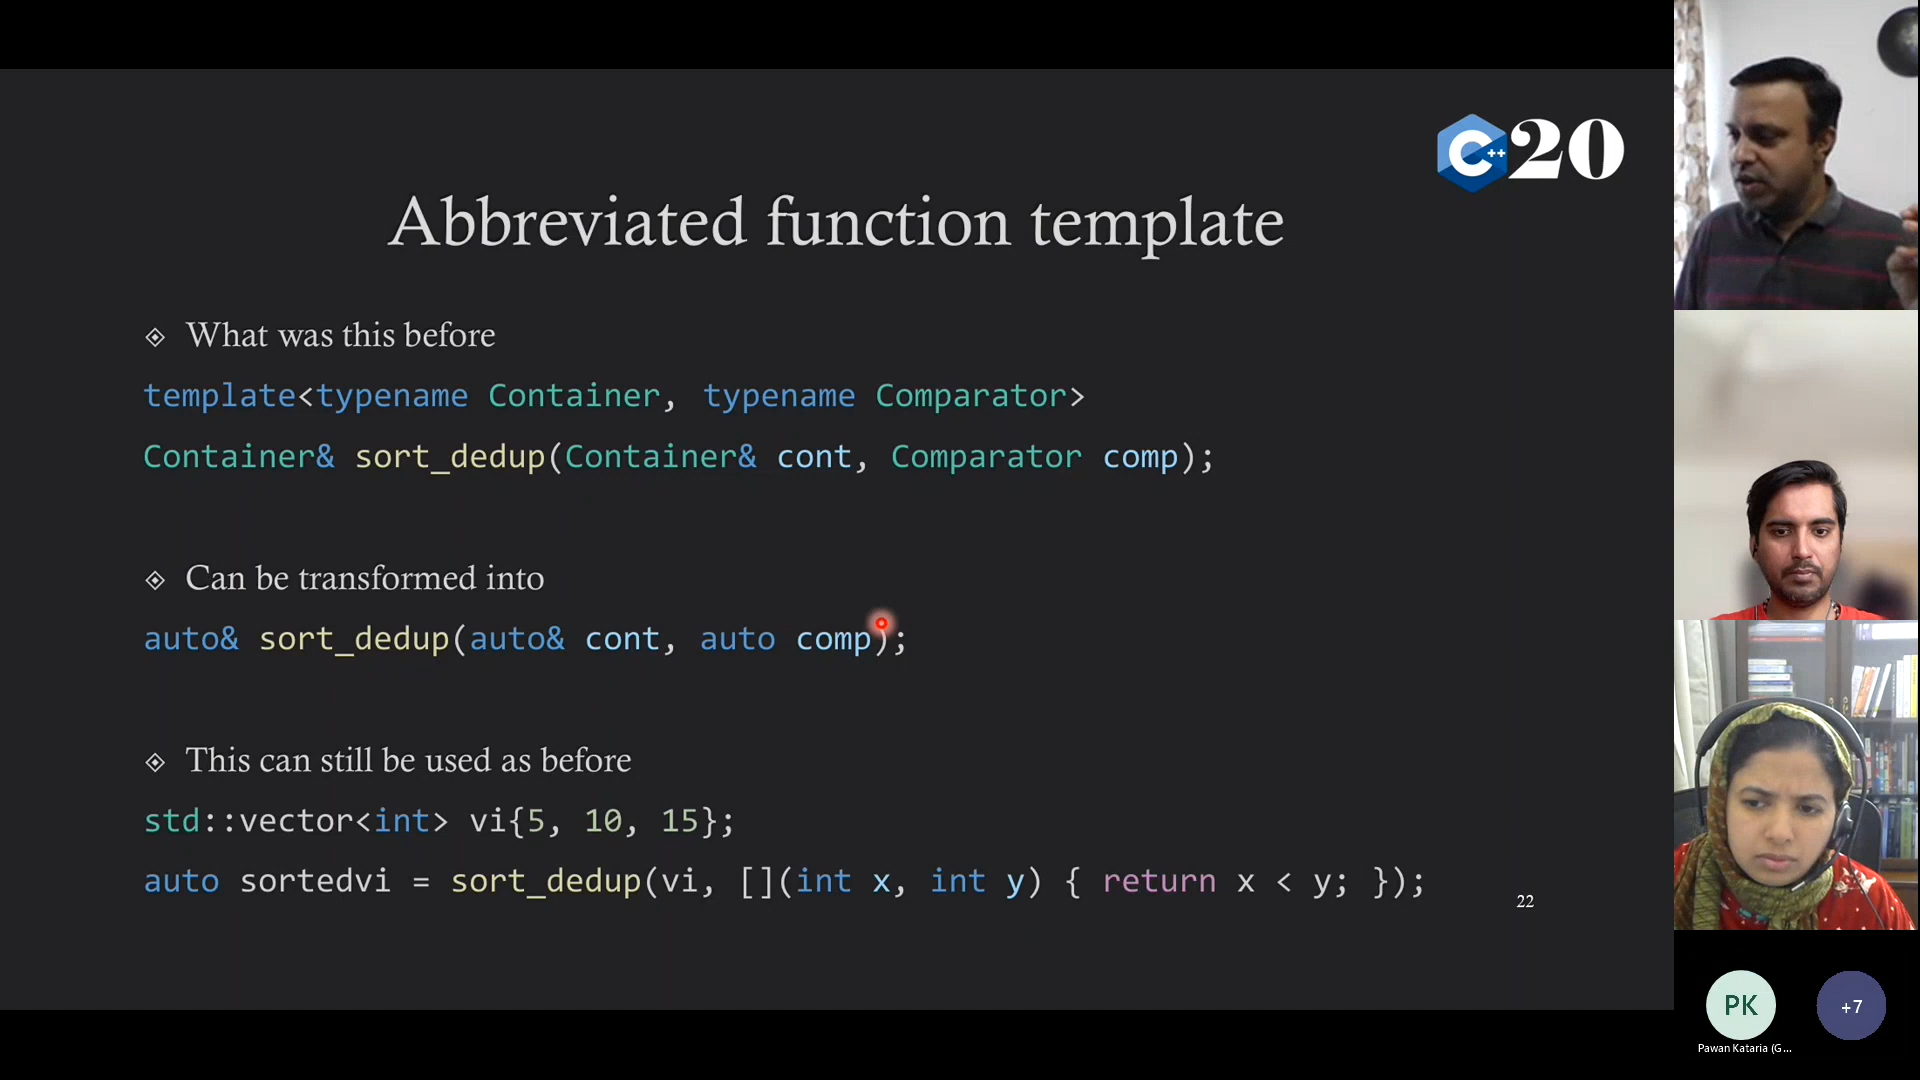 C++20
Abbreviated function template
What was this before
template<typename Container, typename Comparator>
Container& sort_dedup(Container& cont, Comparator comp);
Can be transformed into
auto& sort_dedup(auto& cont, auto comp);
This can still be used as before
std::vector<int> vi{5, 10, 15};
auto sortedvi = sort_dedup(vi, [](int x, int y) { return x < y; });
22
PK
+7
Pawan Kataria (G...